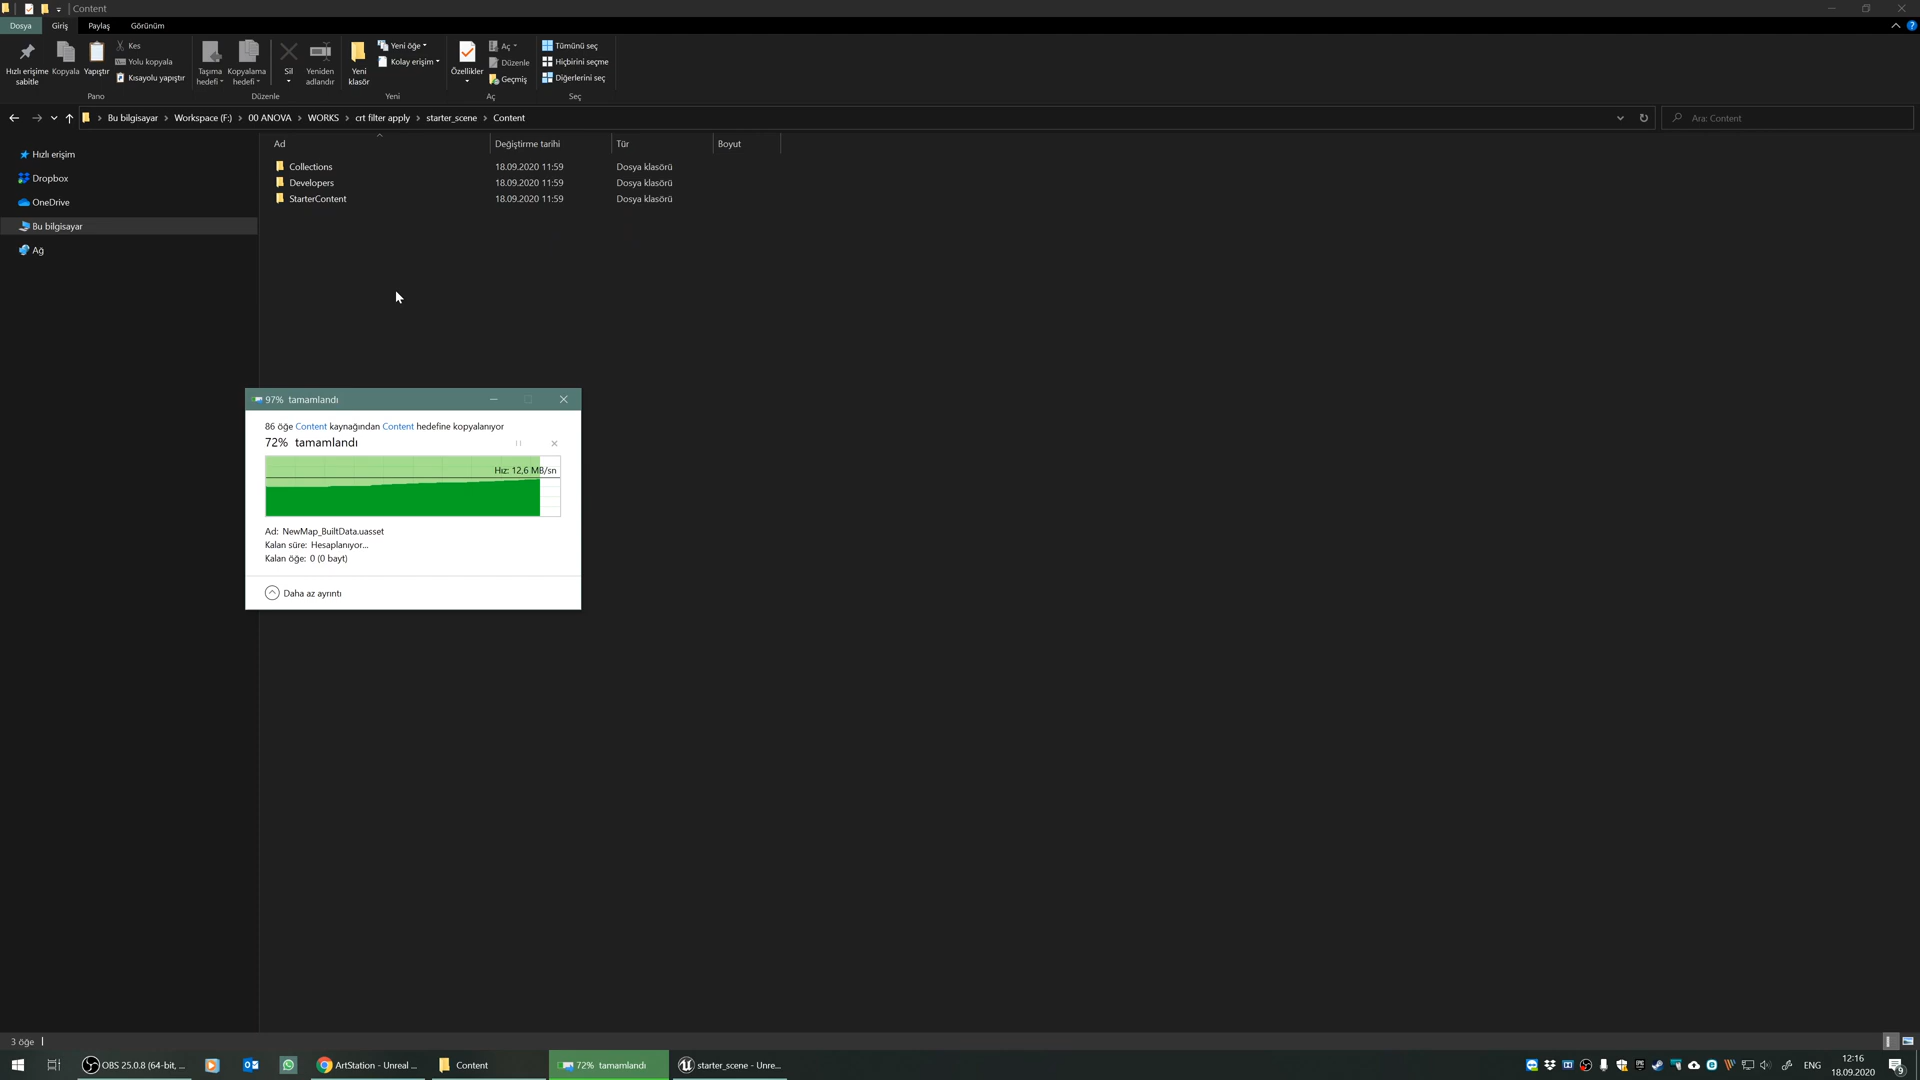 Content
Dosya
Giriş
Paylaş
Görünüm
Hızlı erişime sabitle
Kopyala
Yapıştır
Kes
Yolu kopyala
Kısayolu yapıştır
Pano
Taşıma hedefi
Kopyalama hedefi
Sil
Yeniden adlandır
Düzenle
Yeni klasör
Yeni öğe
Kolay erişim
Yeni
Özellikler
Aç
Düzenle
Geçmiş
Aç
Tümünü seç
Hiçbirini seçme
Diğerlerini seç
Seç
Bu bilgisayar > Workspace (F:) > 00 ANOVA > WORKS > crt filter apply > starter_scene > Content
Ara: Content
Hızlı erişim
Dropbox
OneDrive
Bu bilgisayar
Ağ
Ad Değiştirme tarihi Tür Boyut
Collections 18.09.2020 11:59 Dosya klasörü
Developers 18.09.2020 11:59 Dosya klasörü
StarterContent 18.09.2020 11:59 Dosya klasörü
97% tamamlandı
86 öğe Content kaynağından Content hedefine kopyalanıyor
72% tamamlandı
Hız: 12,6 MB/sn
Ad: NewMap_BuiltData.uasset
Kalan süre: Hesaplanıyor...
Kalan öğe: 0 (0 bayt)
Daha az ayrıntı
3 öğe
OBS 25.0.8 (64-bit, ...
ArtStation - Unreal ...
Content
72% tamamlandı
starter_scene - Unre...
ENG
12:16
18.09.2020
9